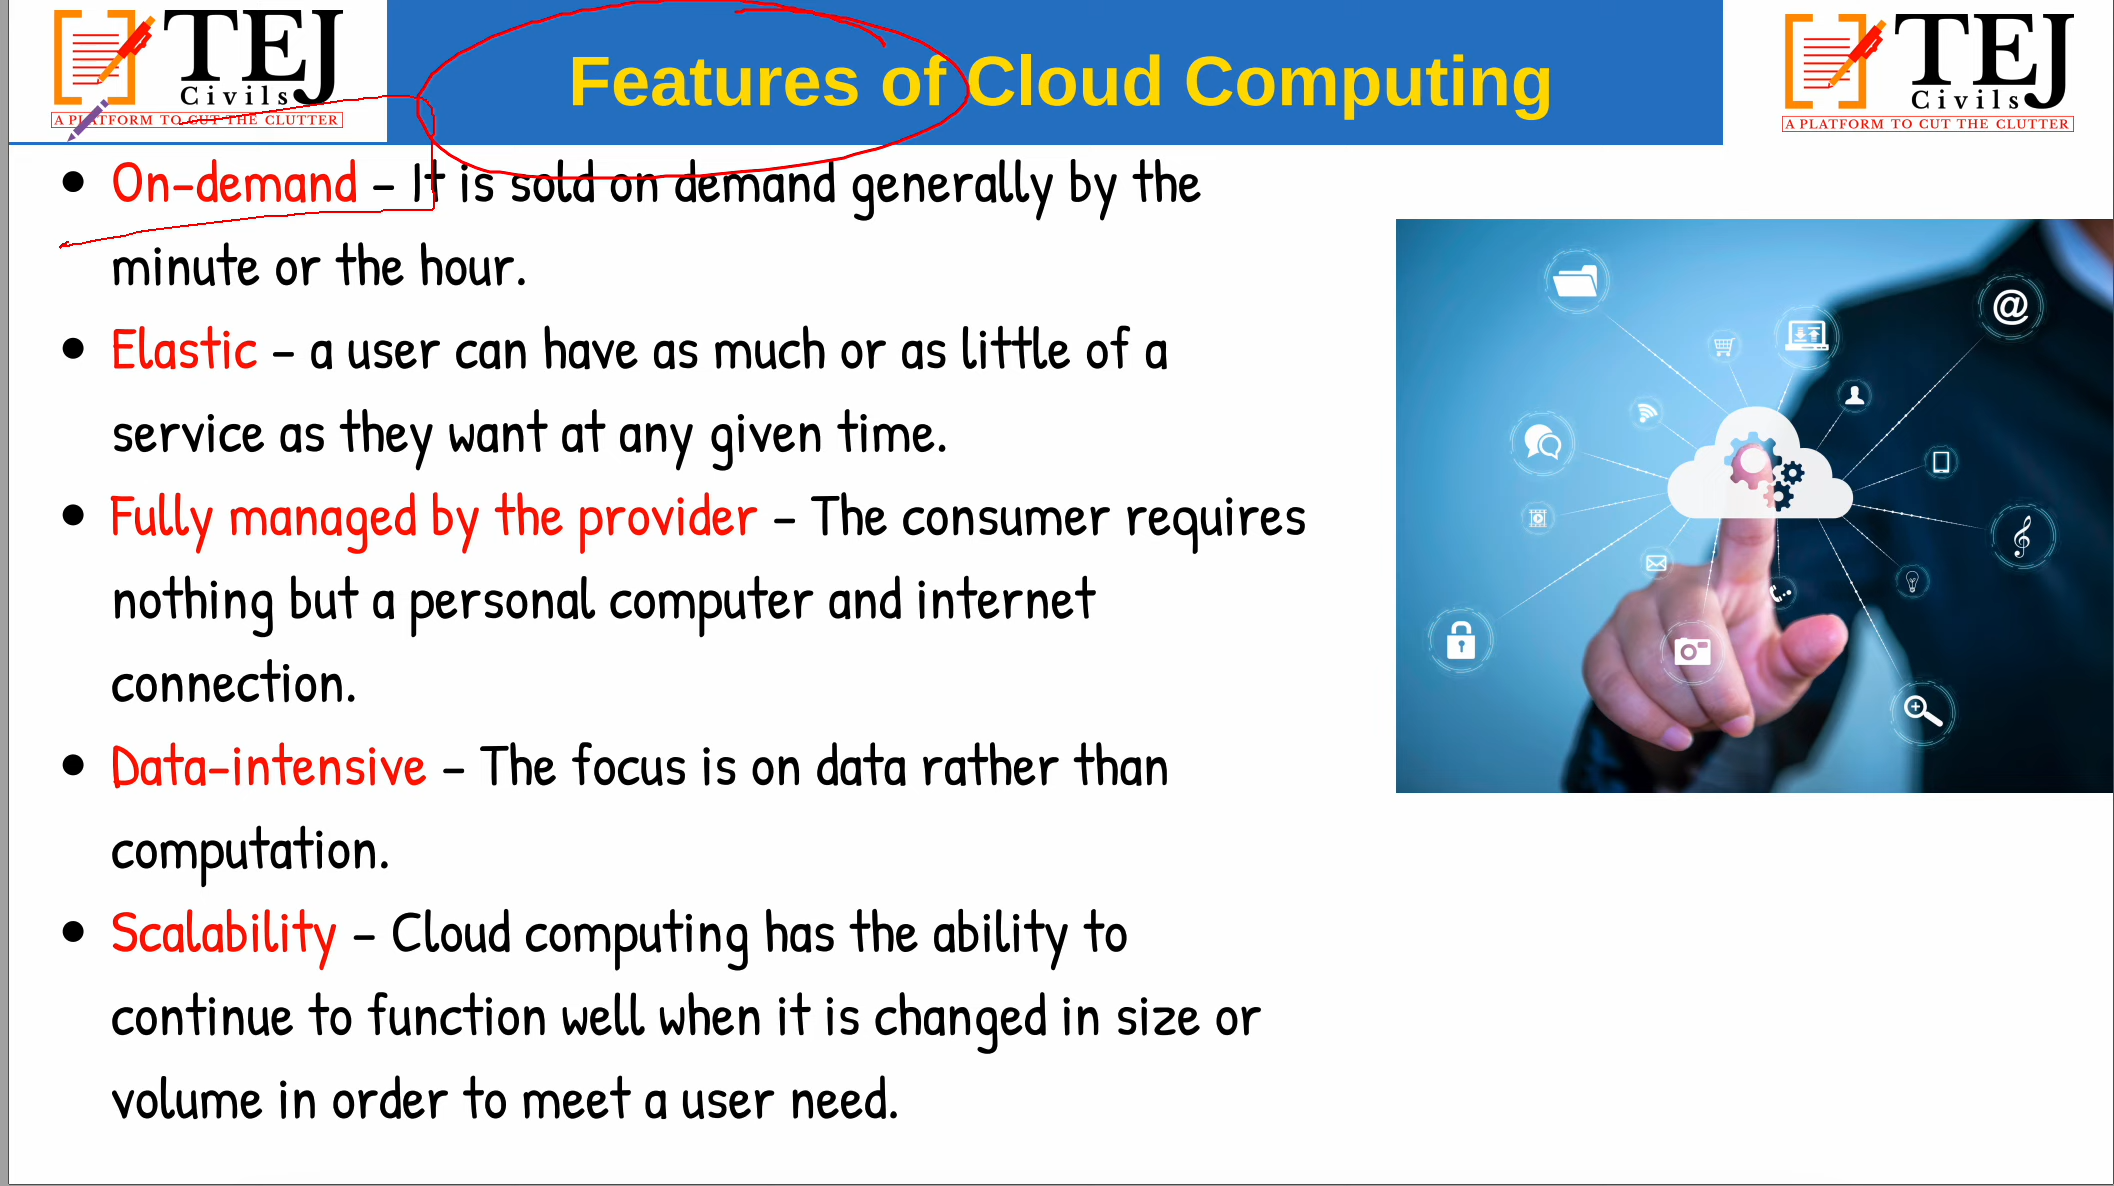 TEJ
Civils
A PLATFORM TO CUT THE CLUTTER
Features of Cloud Computing
TEJ
Civils
A PLATFORM TO CUT THE CLUTTER
• On-demand – It is sold on demand generally by the
minute or the hour.
• Elastic – a user can have as much or as little of a
service as they want at any given time.
• Fully managed by the provider – The consumer requires
nothing but a personal computer and internet
connection.
• Data-intensive – The focus is on data rather than
computation.
• Scalability – Cloud computing has the ability to
continue to function well when it is changed in size or
volume in order to meet a user need.
@